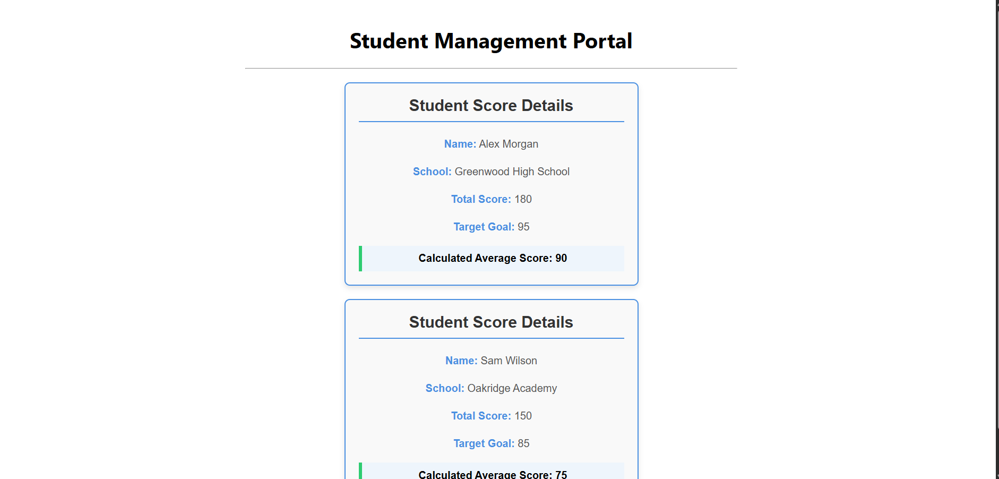 Student Management Portal
Student Score Details
Name: Alex Morgan
School: Greenwood High School
Total Score: 180
Target Goal: 95
Calculated Average Score: 90
Student Score Details
Name: Sam Wilson
School: Oakridge Academy
Total Score: 150
Target Goal: 85
Calculated Average Score: 75